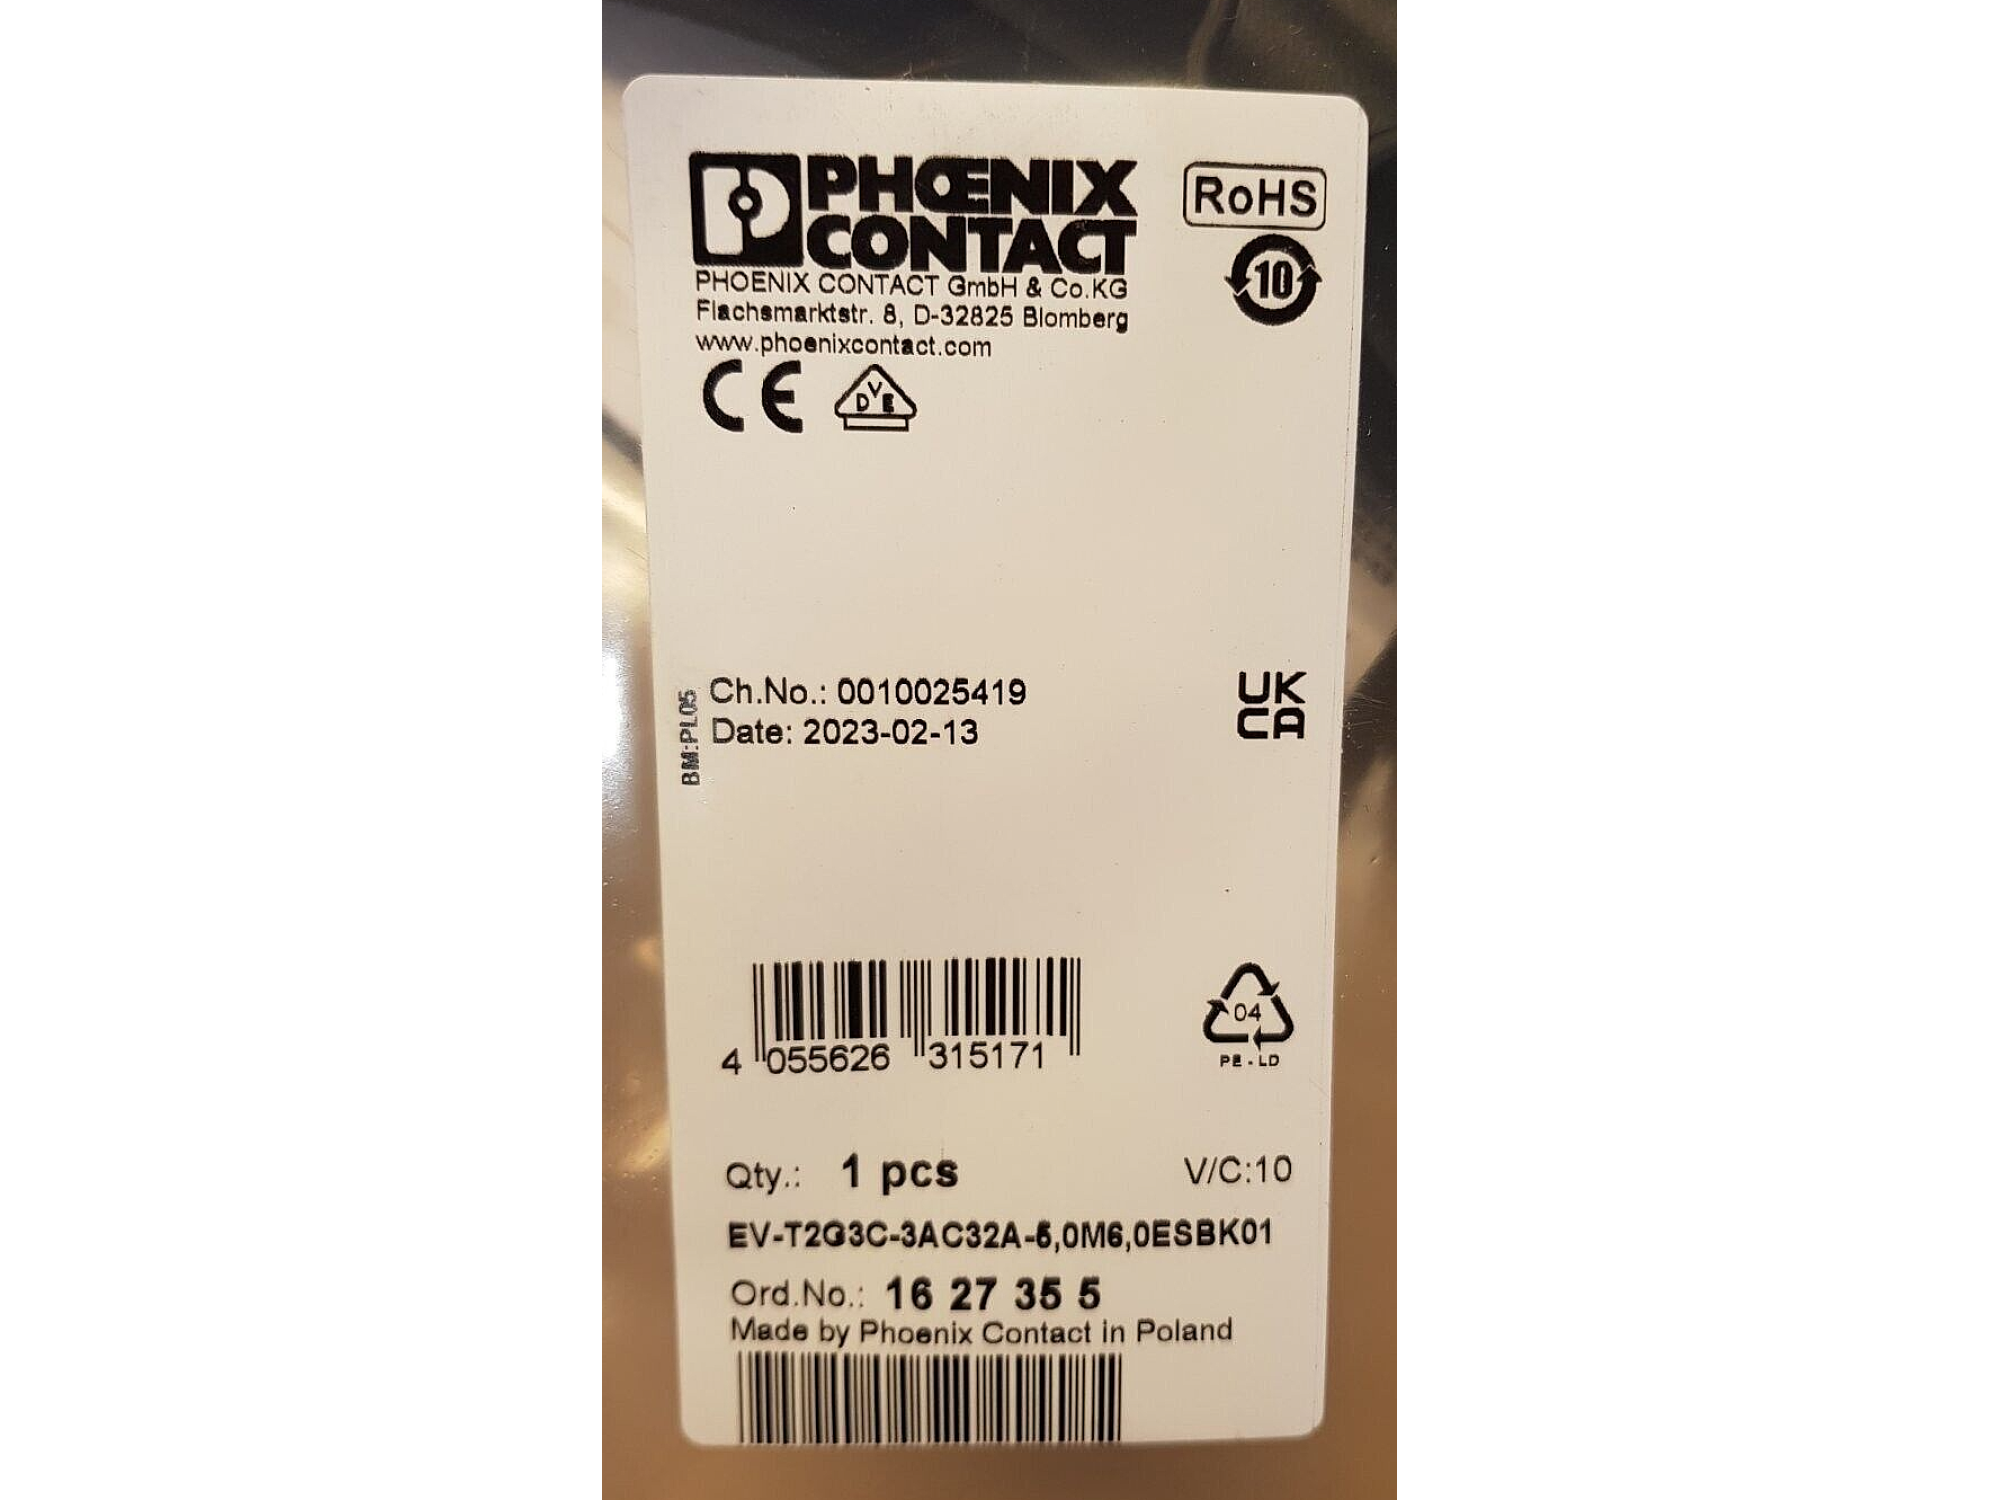 PHŒNIX
CONTACT
RoHS
10
PHOENIX CONTACT GmbH & Co.KG
Flachsmarktstr. 8, D-32825 Blomberg
www.phoenixcontact.com
CE
DVE
Ch.No.: 0010025419
Date: 2023-02-13
BM:PL05
UK
CA
4 055626 315171
04
PE-LD
Qty.: 1 pcs
V/C:10
EV-T2G3C-3AC32A-5,0M6,0ESBK01
Ord.No.: 16 27 35 5
Made by Phoenix Contact in Poland